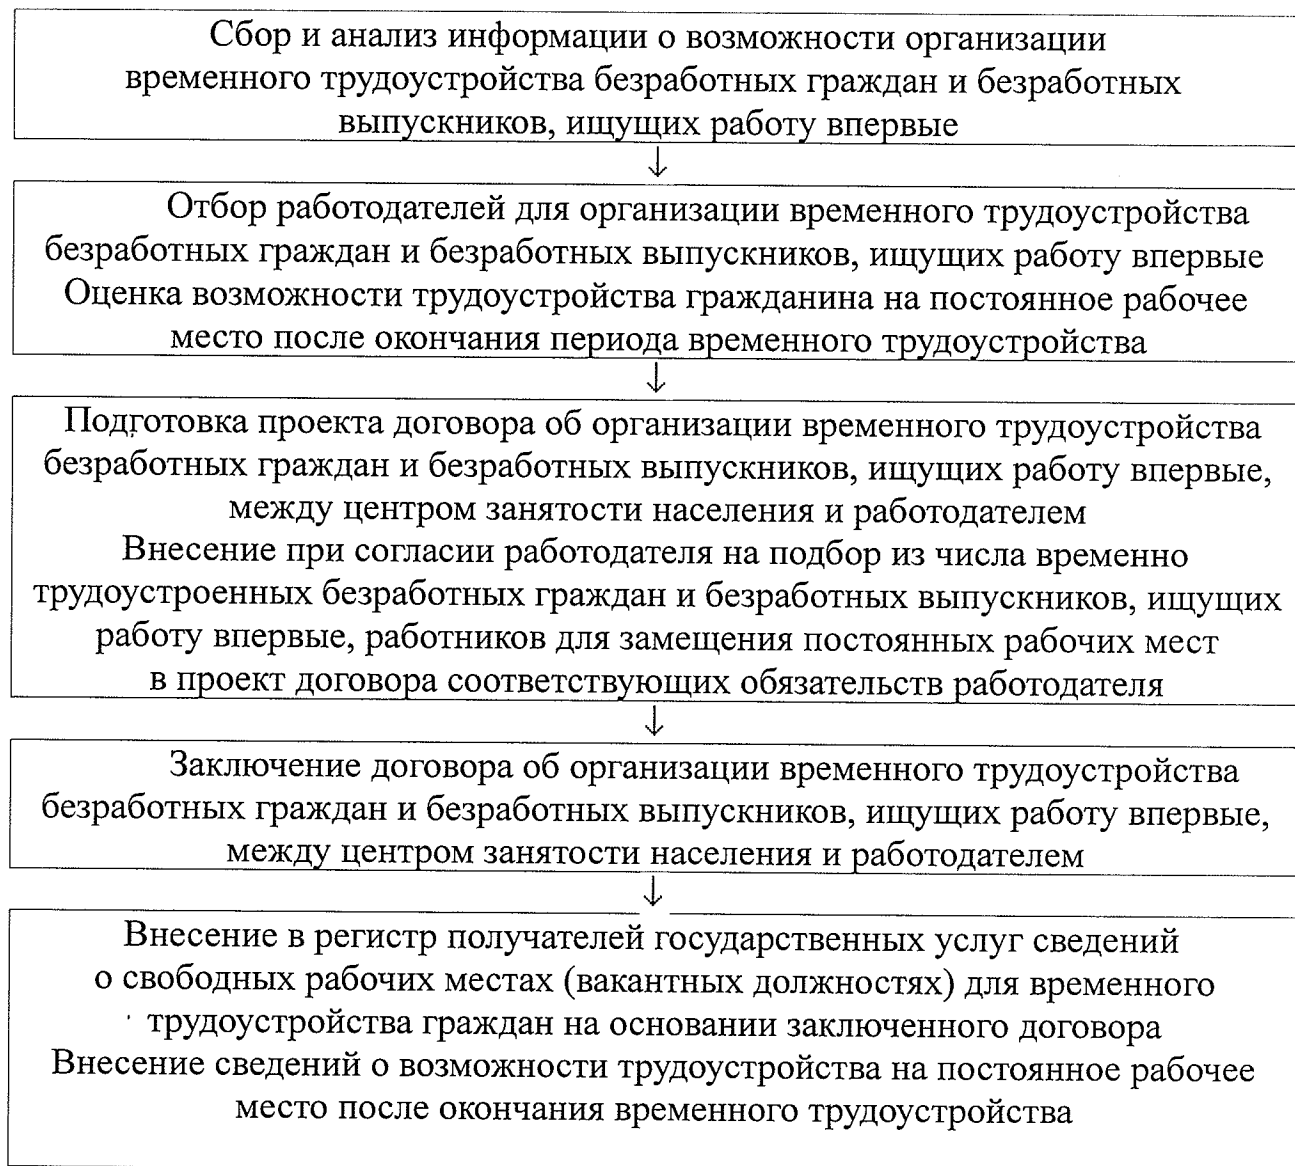 Сбор и анализ информации о возможности организации
временного трудоустройства безработных граждан и безработных
выпускников, ищущих работу впервые
↓
Отбор работодателей для организации временного трудоустройства
безработных граждан и безработных выпускников, ищущих работу впервые
Оценка возможности трудоустройства гражданина на постоянное рабочее
место после окончания периода временного трудоустройства
↓
Подготовка проекта договора об организации временного трудоустройства
безработных граждан и безработных выпускников, ищущих работу впервые,
между центром занятости населения и работодателем
Внесение при согласии работодателя на подбор из числа временно
трудоустроенных безработных граждан и безработных выпускников, ищущих
работу впервые, работников для замещения постоянных рабочих мест
в проект договора соответствующих обязательств работодателя
↓
Заключение договора об организации временного трудоустройства
безработных граждан и безработных выпускников, ищущих работу впервые,
между центром занятости населения и работодателем
↓
Внесение в регистр получателей государственных услуг сведений
о свободных рабочих местах (вакантных должностях) для временного
трудоустройства граждан на основании заключенного договора
Внесение сведений о возможности трудоустройства на постоянное рабочее
место после окончания временного трудоустройства